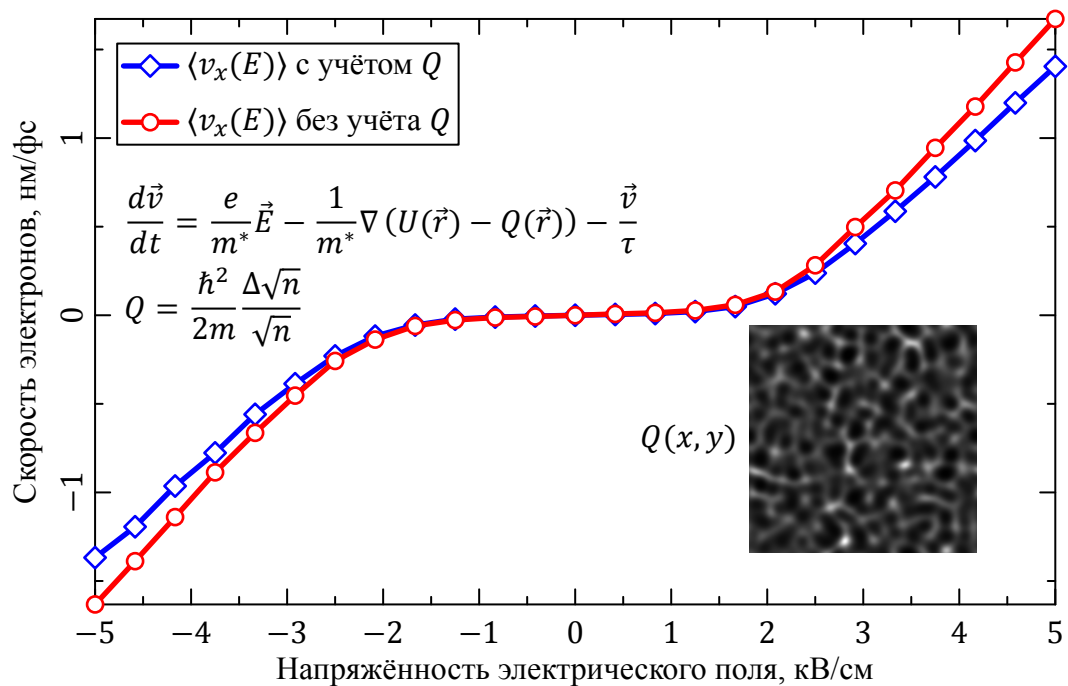 ⟨v_x(E)⟩ с учётом Q
⟨v_x(E)⟩ без учёта Q
dv⃗/dt = e/m* E⃗ − 1/m* ∇(U(r⃗) − Q(r⃗)) − v⃗/τ
Q = ħ²/2m Δ√n/√n
Q(x, y)
Скорость электронов, нм/фс
1
0
−1
−5 −4 −3 −2 −1 0 1 2 3 4 5
Напряжённость электрического поля, кВ/см